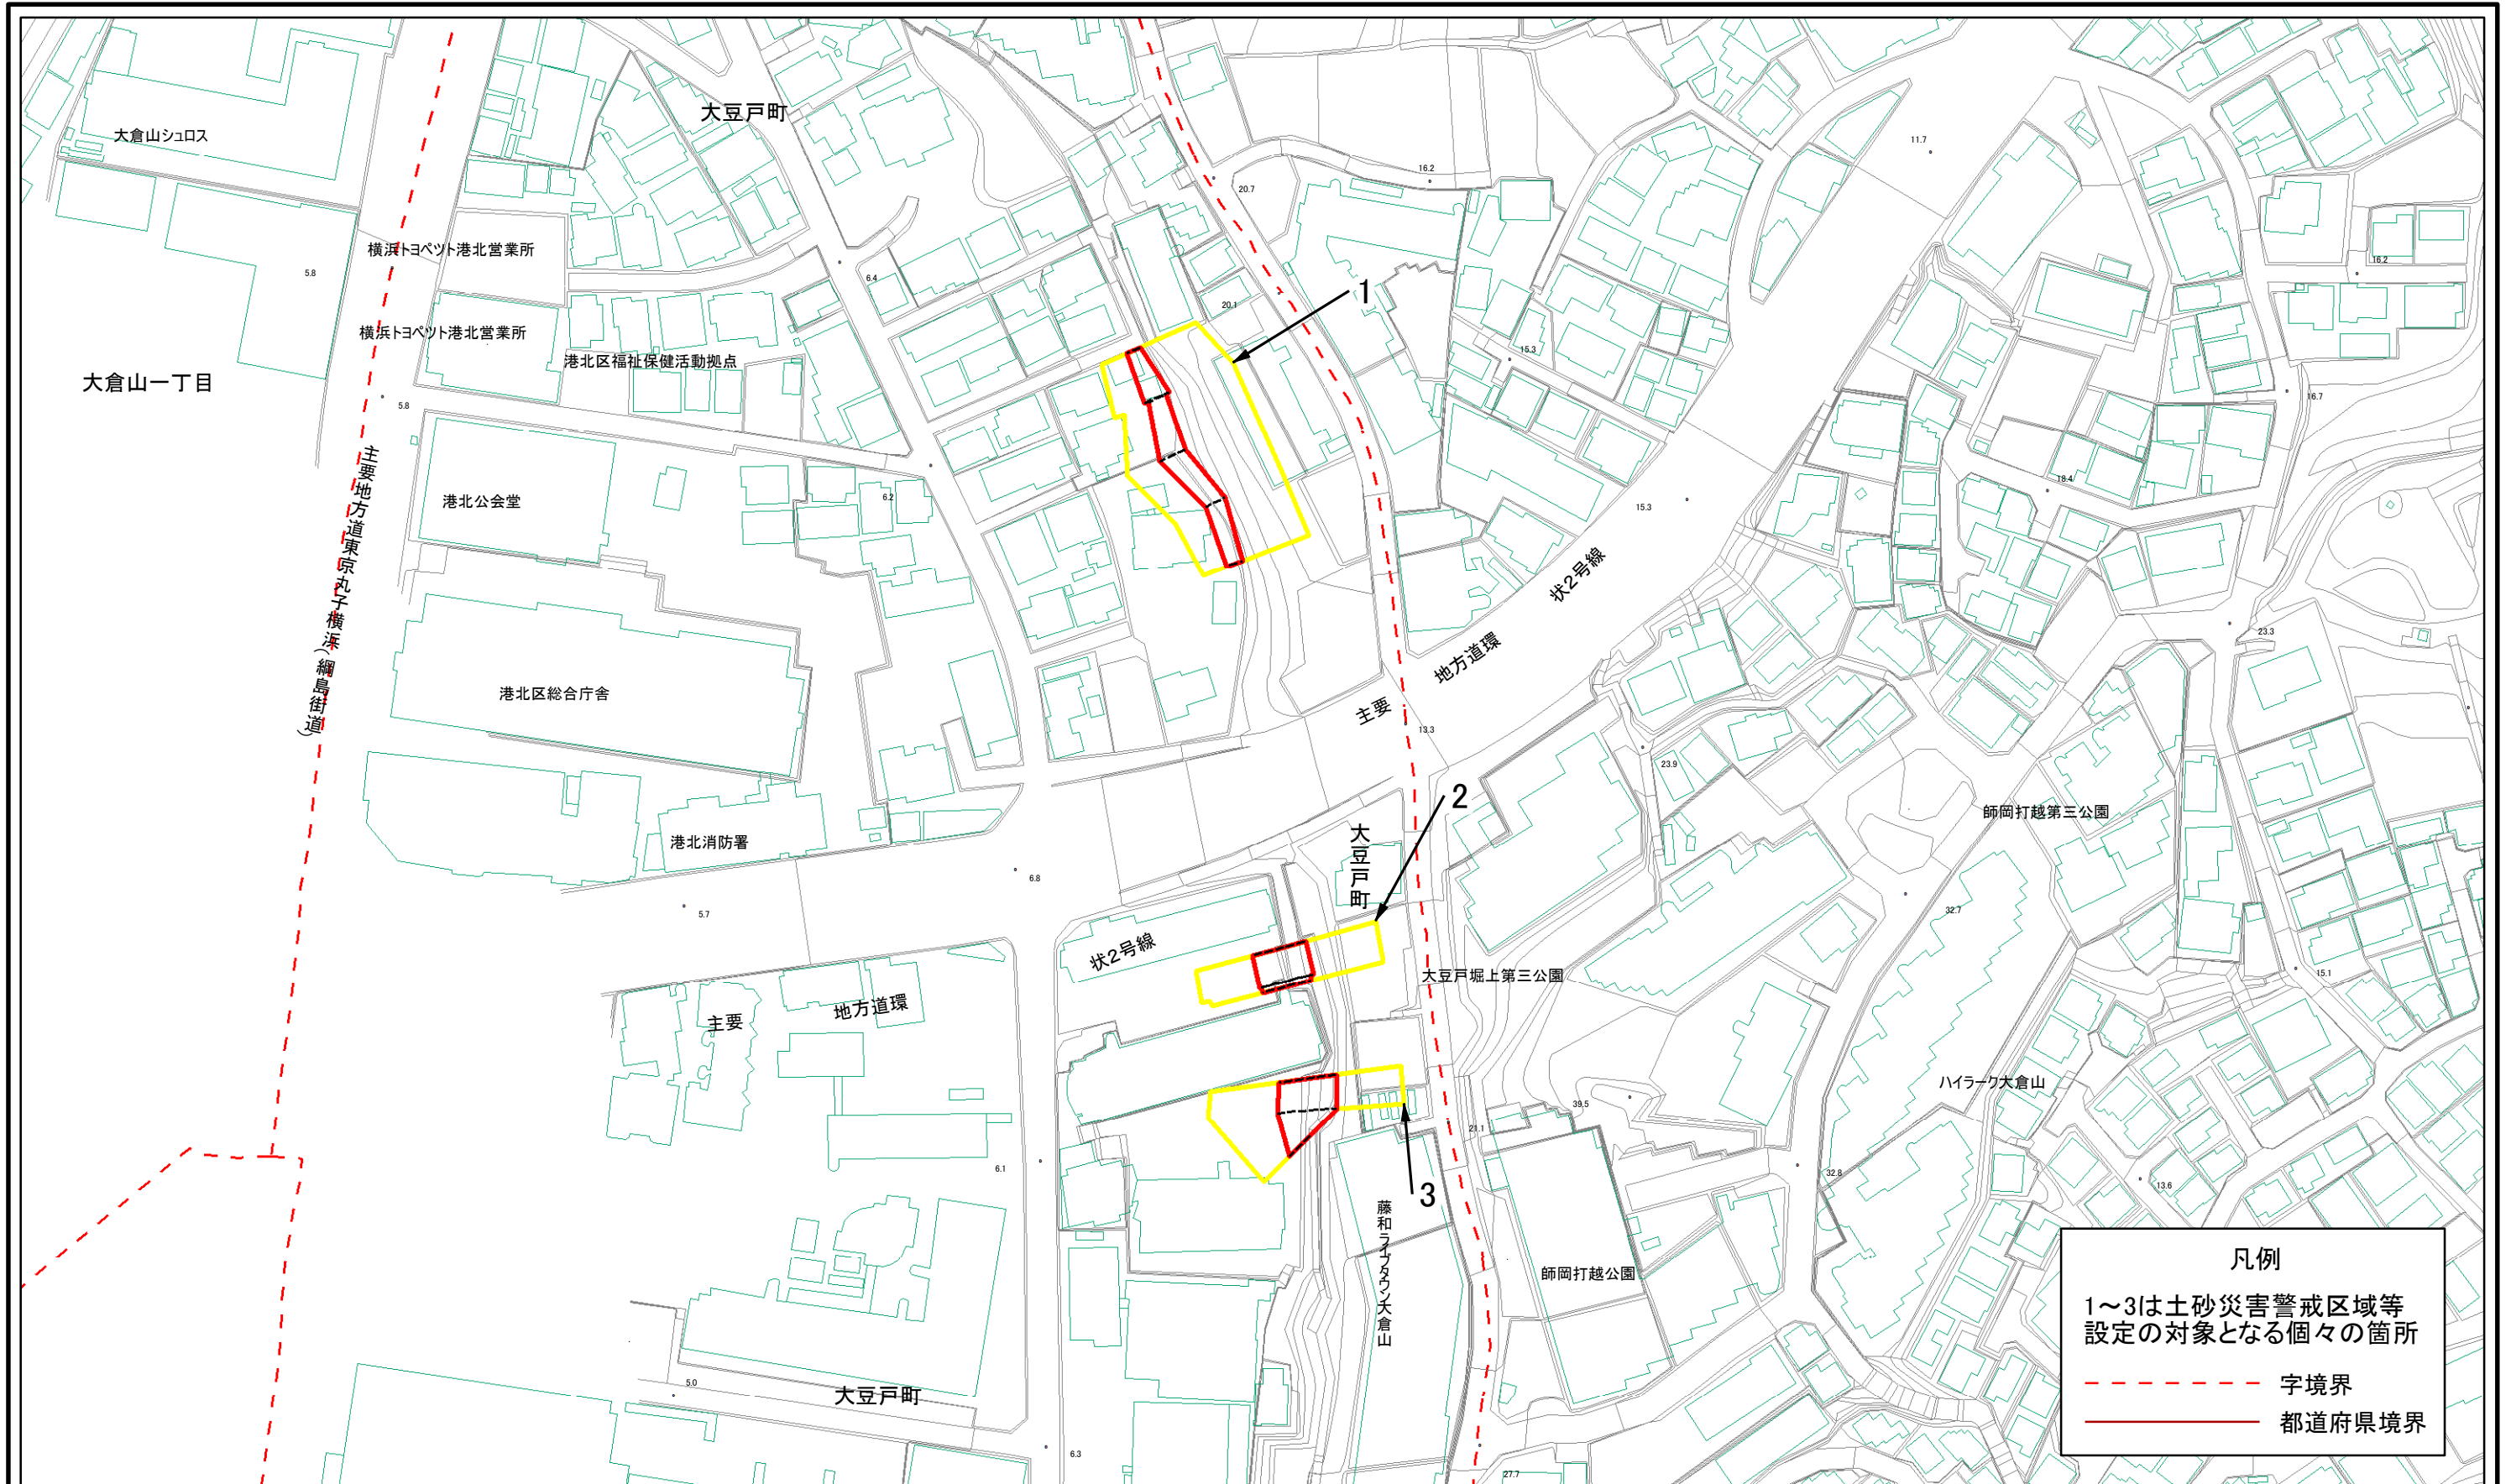 大豆戸町
大倉山シュロス
11.7
16.2
20.7
横浜トヨペット港北営業所
5.8
6.4
16.2
1
20.1
横浜トヨペット港北営業所
港北区福祉保健活動拠点
15.3
大倉山一丁目
5.8
16.7
主要地方道東京丸子横浜(綱島街道)
港北公会堂
6.2
18.4
15.3
状2号線
地方道環
主要
23.3
港北区総合庁舎
13.3
23.9
2
師岡打越第三公園
大豆戸町
港北消防署
6.8
5.7
32.7
状2号線
大豆戸堀上第三公園
15.1
地方道環
主要
ハイラーク大倉山
39.5
21.1
6.1
32.8
13.6
3
藤和ライブタウン大倉山
師岡打越公園
5.0
大豆戸町
6.3
27.7
凡例
1～3は土砂災害警戒区域等
設定の対象となる個々の箇所
字境界
都道府県境界